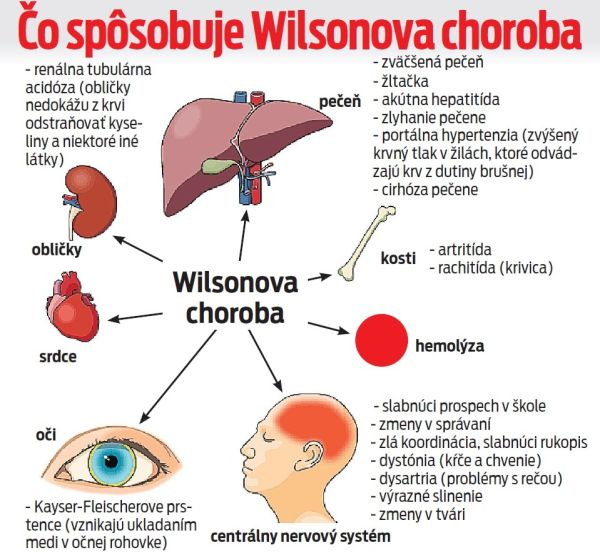 Čo spôsobuje Wilsonova choroba
- renálna tubulárna
acidóza (obličky
nedokážu z krvi
odstraňovať kyse-
liny a niektoré iné
látky)
obličky
pečeň
- zväčšená pečeň
- žltačka
- akútna hepatitída
- zlyhanie pečene
- portálna hypertenzia (zvýšený
krvný tlak v žilách, ktoré odvád-
zajú krv z dutiny brušnej)
- cirhóza pečene
kosti
- artritída
- rachitída (krivica)
Wilsonova
choroba
srdce
hemolýza
oči
- Kayser-Fleischerove prs-
tence (vznikajú ukladaním
medi v očnej rohovke)
- slabnúci prospech v škole
- zmeny v správaní
- zlá koordinácia, slabnúci rukopis
- dystónia (kŕče a chvenie)
- dysartria (problémy s rečou)
- výrazné slinenie
- zmeny v tvári
centrálny nervový systém